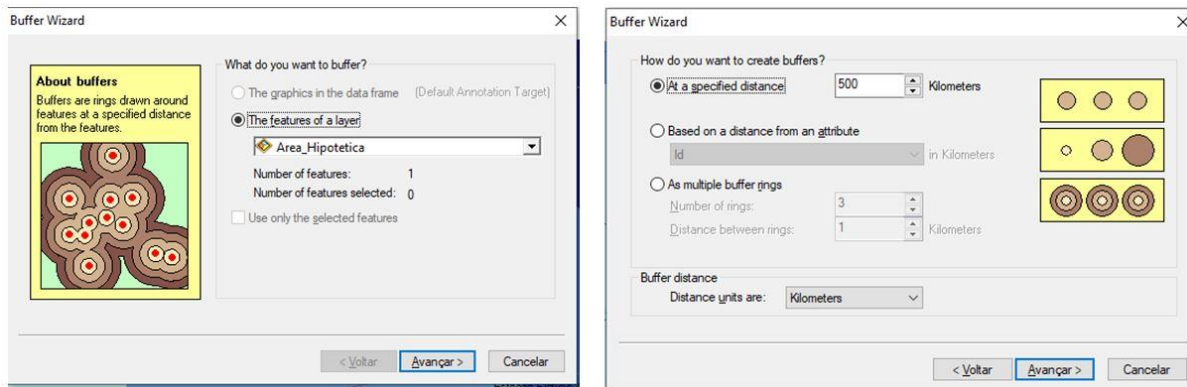 Buffer Wizard
About buffers
Buffers are rings drawn around
features at a specified distance
from the features.
What do you want to buffer?
The graphics in the data frame (Default Annotation Target)
The features of a layer
Area_Hipotetica
Number of features: 1
Number of features selected: 0
Use only the selected features
< Voltar Avançar > Cancelar
Buffer Wizard
How do you want to create buffers?
At a specified distance 500 Kilometers
Based on a distance from an attribute
Id in Kilometers
As multiple buffer rings
Number of rings: 3
Distance between rings: 1 Kilometers
Buffer distance
Distance units are: Kilometers
< Voltar Avançar > Cancelar